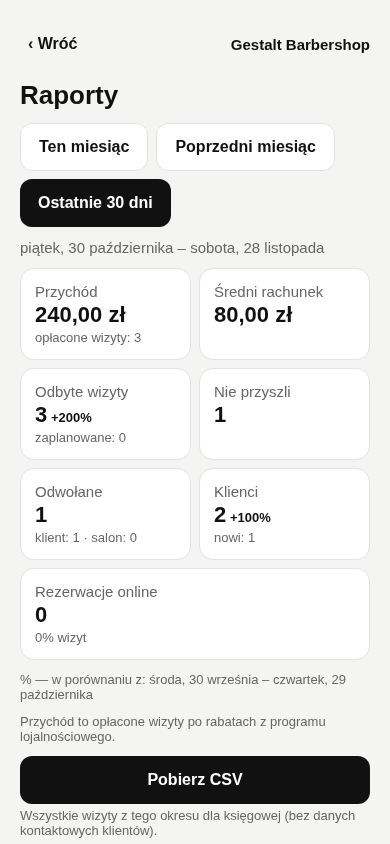 ‹ Wróć
Gestalt Barbershop
Raporty
Ten miesiąc
Poprzedni miesiąc
Ostatnie 30 dni
piątek, 30 października – sobota, 28 listopada
Przychód
240,00 zł
opłacone wizyty: 3
Średni rachunek
80,00 zł
Odbyte wizyty
3 +200%
zaplanowane: 0
Nie przyszli
1
Odwołane
1
klient: 1 · salon: 0
Klienci
2 +100%
nowi: 1
Rezerwacje online
0
0% wizyt
% — w porównaniu z: środa, 30 września – czwartek, 29
października
Przychód to opłacone wizyty po rabatach z programu
lojalnościowego.
Pobierz CSV
Wszystkie wizyty z tego okresu dla księgowej (bez danych
kontaktowych klientów).